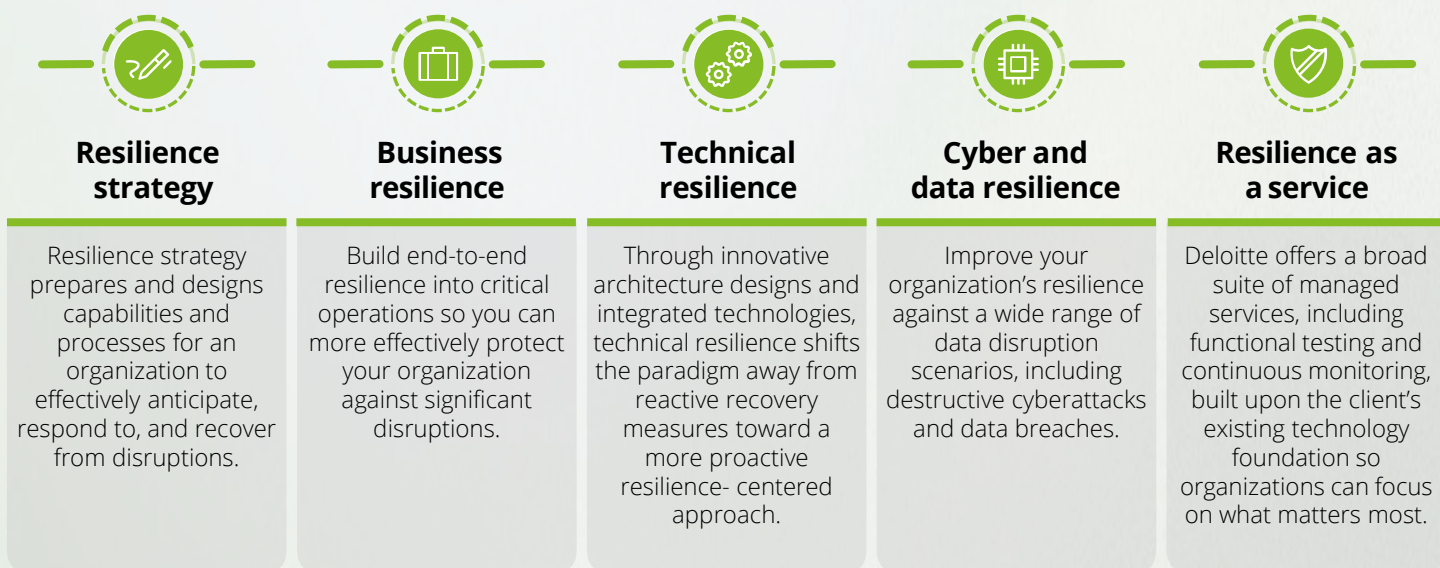 Resilience
strategy
Resilience strategy
prepares and designs
capabilities and
processes for an
organization to
effectively anticipate,
respond to, and recover
from disruptions.
Business
resilience
Build end-to-end
resilience into critical
operations so you can
more effectively protect
your organization
against significant
disruptions.
Technical
resilience
Through innovative
architecture designs and
integrated technologies,
technical resilience shifts
the paradigm away from
reactive recovery
measures toward a
more proactive
resilience- centered
approach.
Cyber and
data resilience
Improve your
organization’s resilience
against a wide range of
data disruption
scenarios, including
destructive cyberattacks
and data breaches.
Resilience as
a service
Deloitte offers a broad
suite of managed
services, including
functional testing and
continuous monitoring,
built upon the client’s
existing technology
foundation so
organizations can focus
on what matters most.